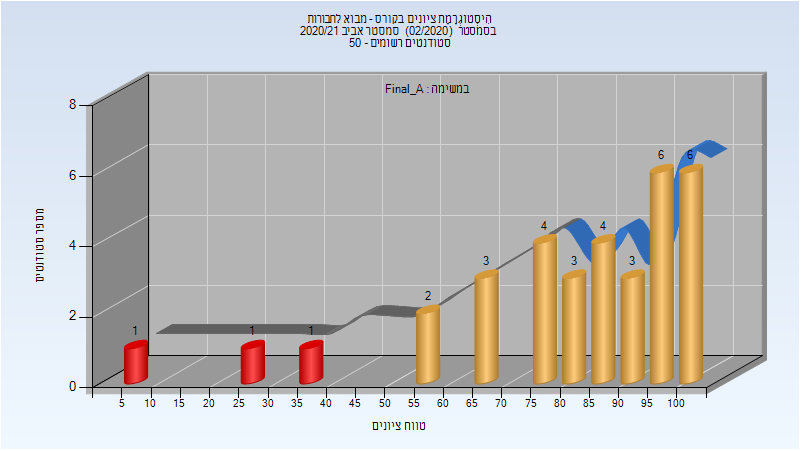 היסטוגרמת ציונים בקורס - מבוא לחבורות
בסמסטר (02/2020) סמסטר אביב 2020/21
סטודנטים רשומים - 50
במשימה : Final_A
מספר סטודנטים
8
6
4
2
0
1
1
1
2
3
4
3
4
3
6
6
5 10 15 20 25 30 35 40 45 50 55 60 65 70 75 80 85 90 95 100
טווח ציונים